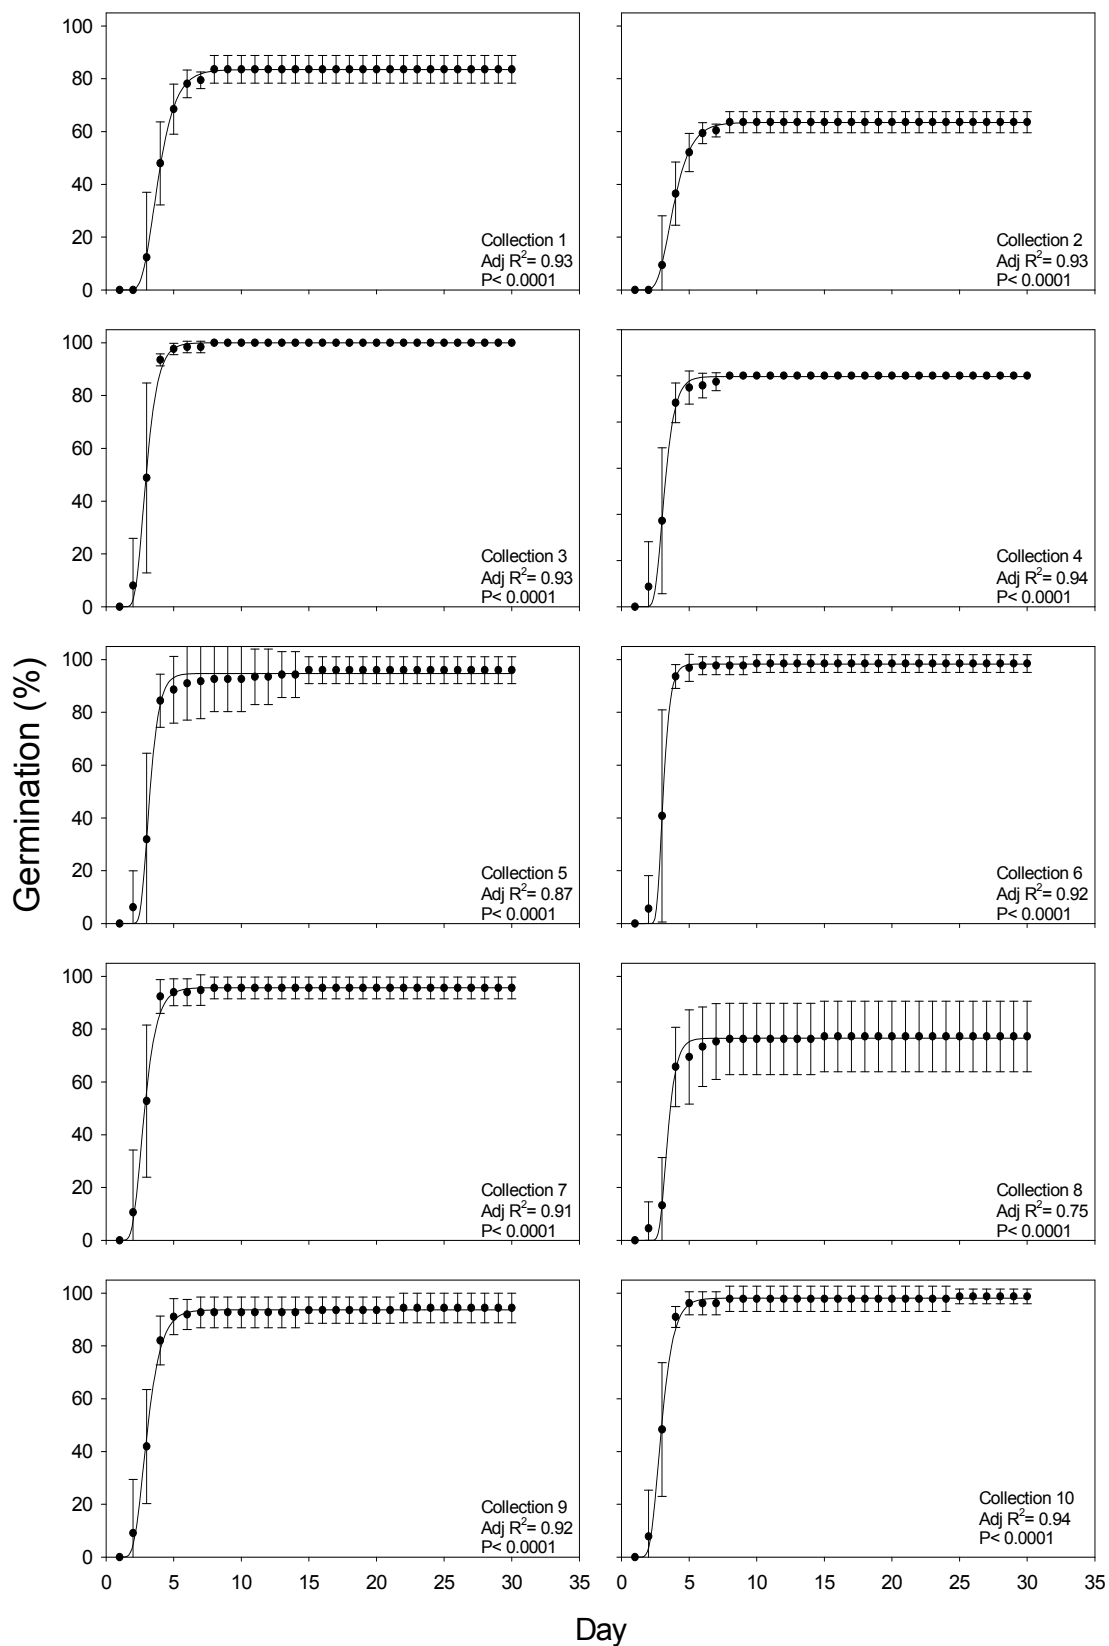 100
80
60
40
20
0
Collection 1
Adj R²= 0.93
P< 0.0001
Collection 2
Adj R²= 0.93
P< 0.0001
100
80
60
40
20
0
Collection 3
Adj R²= 0.93
P< 0.0001
Collection 4
Adj R²= 0.94
P< 0.0001
Germination (%)
100
80
60
40
20
0
Collection 5
Adj R²= 0.87
P< 0.0001
Collection 6
Adj R²= 0.92
P< 0.0001
100
80
60
40
20
0
Collection 7
Adj R²= 0.91
P< 0.0001
Collection 8
Adj R²= 0.75
P< 0.0001
100
80
60
40
20
0
Collection 9
Adj R²= 0.92
P< 0.0001
Collection 10
Adj R²= 0.94
P< 0.0001
0 5 10 15 20 25 30 35
0 5 10 15 20 25 30 35
Day